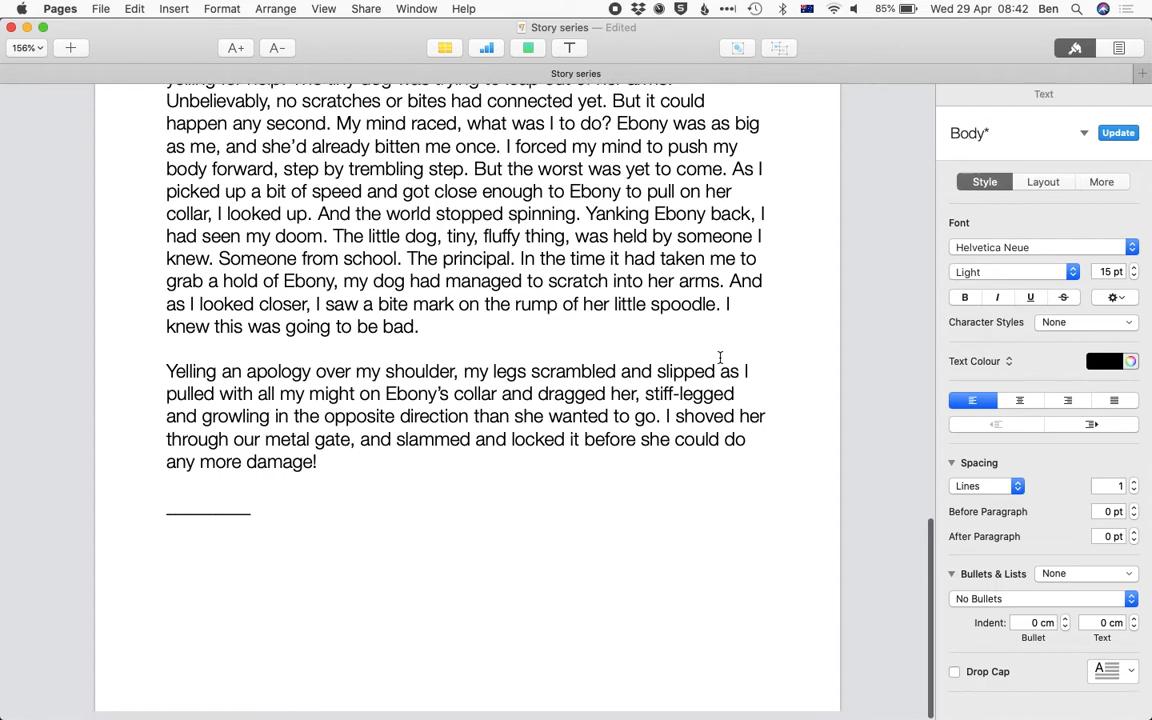 Pages File Edit Insert Format Arrange View Share Window Help 85% Wed 29 Apr 08:42 Ben
Story series — Edited
156% A+ A–
Story series
Unbelievably, no scratches or bites had connected yet. But it could
happen any second. My mind raced, what was I to do? Ebony was as big
as me, and she’d already bitten me once. I forced my mind to push my
body forward, step by trembling step. But the worst was yet to come. As I
picked up a bit of speed and got close enough to Ebony to pull on her
collar, I looked up. And the world stopped spinning. Yanking Ebony back, I
had seen my doom. The little dog, tiny, fluffy thing, was held by someone I
knew. Someone from school. The principal. In the time it had taken me to
grab a hold of Ebony, my dog had managed to scratch into her arms. And
as I looked closer, I saw a bite mark on the rump of her little spoodle. I
knew this was going to be bad.
Yelling an apology over my shoulder, my legs scrambled and slipped as I
pulled with all my might on Ebony’s collar and dragged her, stiff-legged
and growling in the opposite direction than she wanted to go. I shoved her
through our metal gate, and slammed and locked it before she could do
any more damage!
Text
Body* Update
Style Layout More
Font
Helvetica Neue
Light 15 pt
B I U S
Character Styles None
Text Colour
Spacing
Lines 1
Before Paragraph 0 pt
After Paragraph 0 pt
Bullets & Lists None
No Bullets
Indent: 0 cm 0 cm
Bullet Text
Drop Cap A